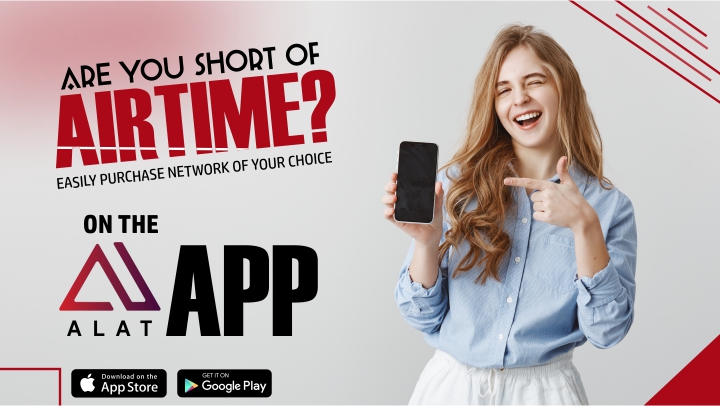 ARE YOU SHORT OF
AIRTIME?
EASILY PURCHASE NETWORK OF YOUR CHOICE
ON THE
ALAT APP
Download on the
App Store
GET IT ON
Google Play